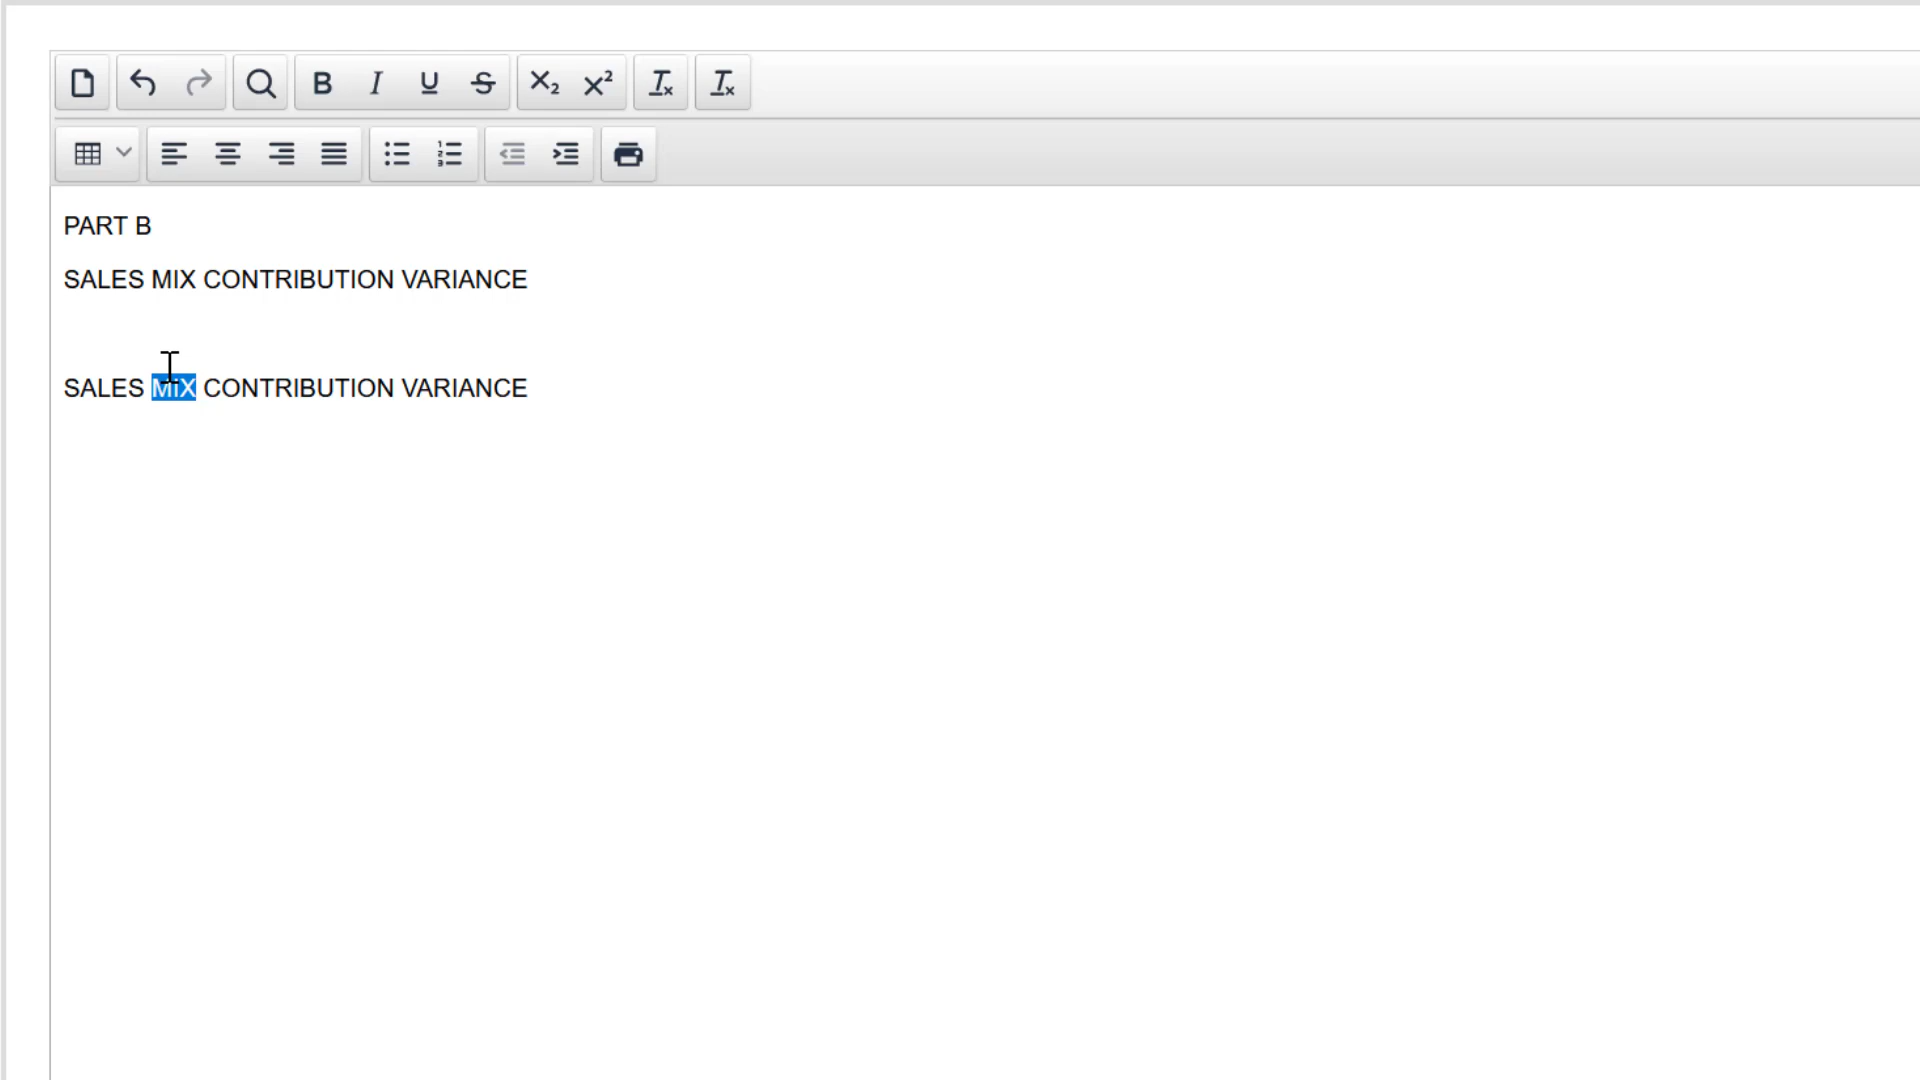 PART B
SALES MIX CONTRIBUTION VARIANCE
SALES MiX CONTRIBUTION VARIANCE